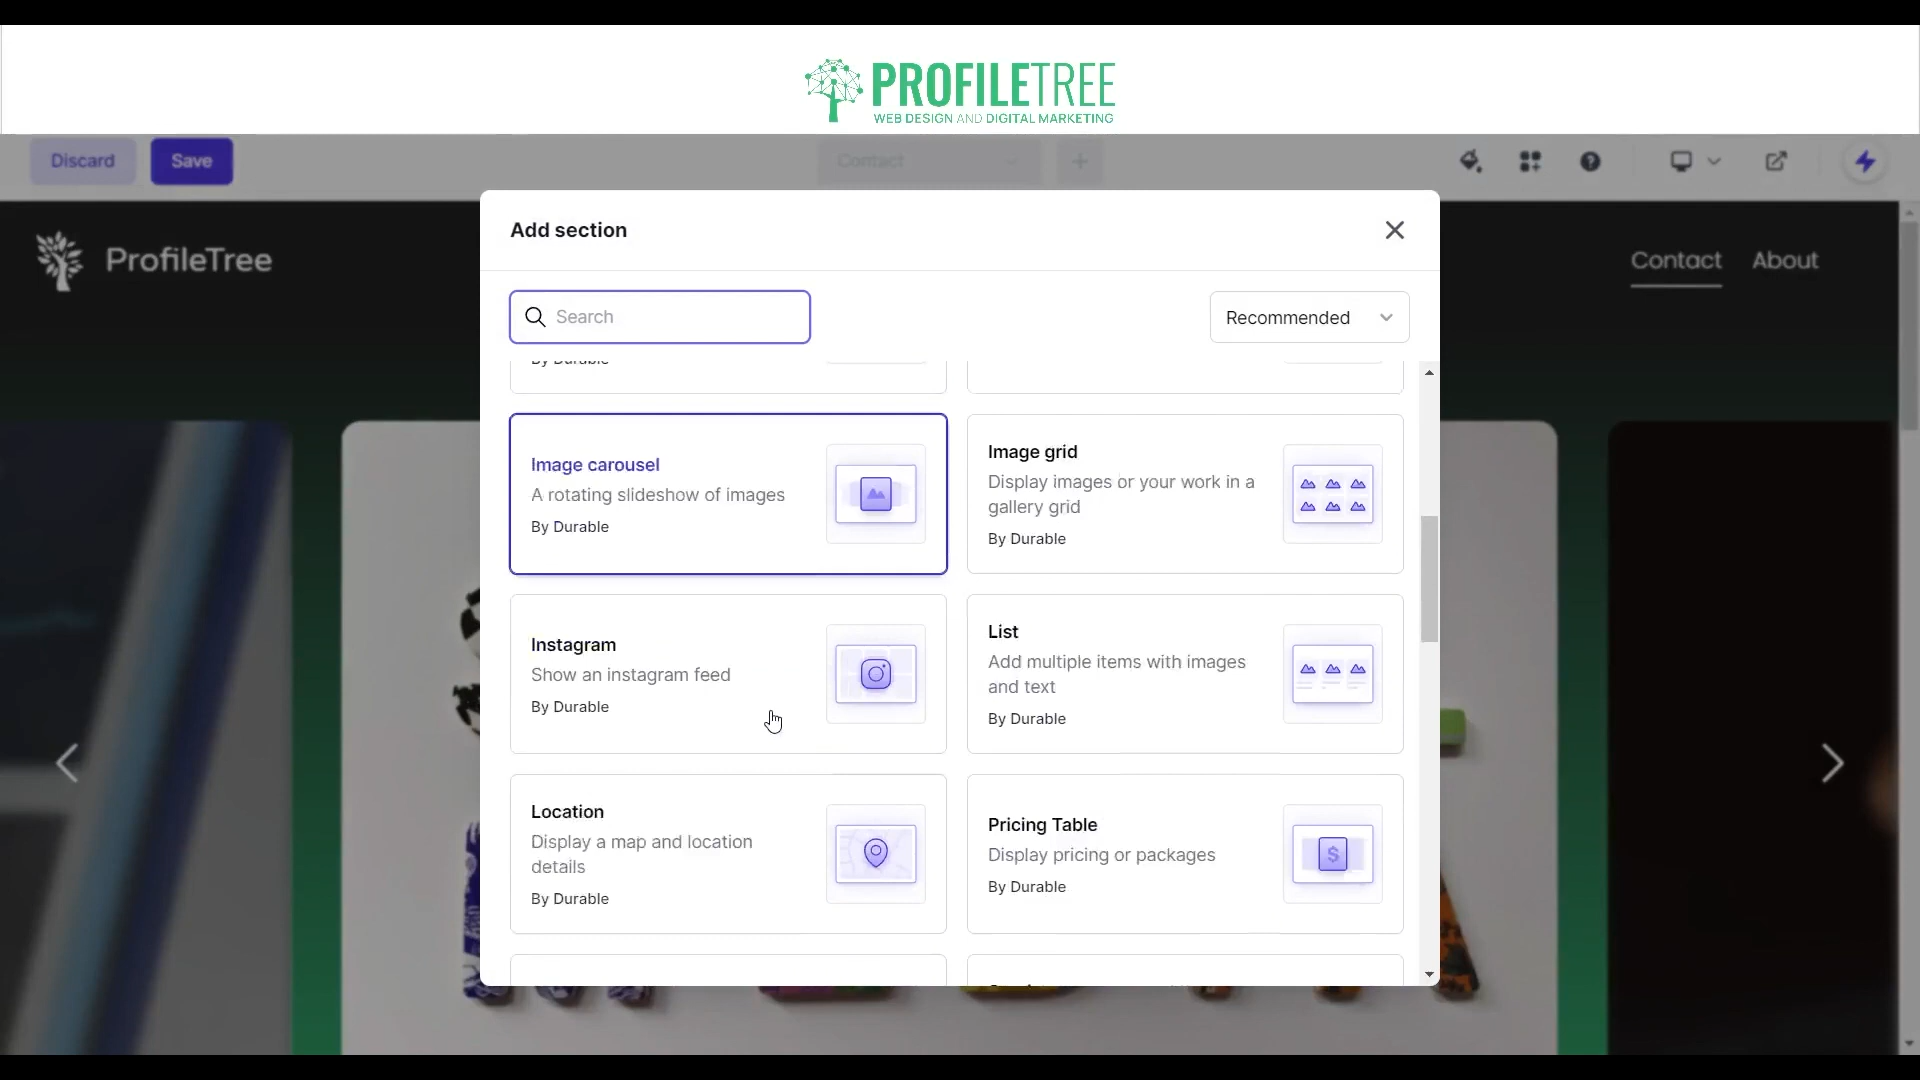 PROFILETREE
WEB DESIGN AND DIGITAL MARKETING
Discard
Save
Contact
Add section
ProfileTree
Contact
About
Search
Recommended
By Durable
Image carousel
A rotating slideshow of images
By Durable
Image grid
Display images or your work in a
gallery grid
By Durable
Instagram
Show an instagram feed
By Durable
List
Add multiple items with images
and text
By Durable
Location
Display a map and location
details
By Durable
Pricing Table
Display pricing or packages
By Durable